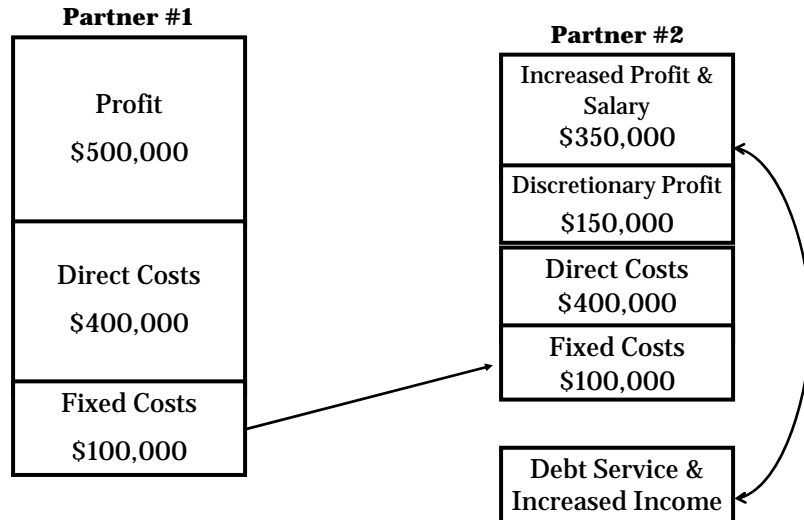 Partner #1
Profit
$500,000
Direct Costs
$400,000
Fixed Costs
$100,000
Partner #2
Increased Profit &
Salary
$350,000
Discretionary Profit
$150,000
Direct Costs
$400,000
Fixed Costs
$100,000
Debt Service &
Increased Income